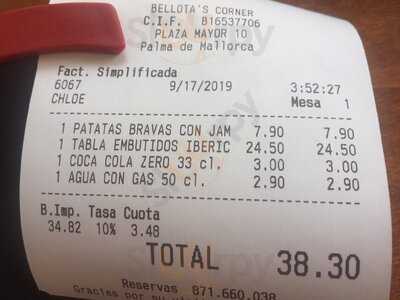 BELLOTA'S CORNER
C.I.F. B16537706
PLAZA MAYOR 10
Palma de Mallorca
Fact. Simplificada
6067 9/17/2019 3:52:27
CHLOE Mesa 1
1 PATATAS BRAVAS CON JAM 7.90 7.90
1 TABLA EMBUTIDOS IBERIC 24.50 24.50
1 COCA COLA ZERO 33 cl. 3.00 3.00
1 AGUA CON GAS 50 cl. 2.90 2.90
B.Imp. Tasa Cuota
34.82 10% 3.48
TOTAL 38.30
Reservas 871.660.038
Gracias por su